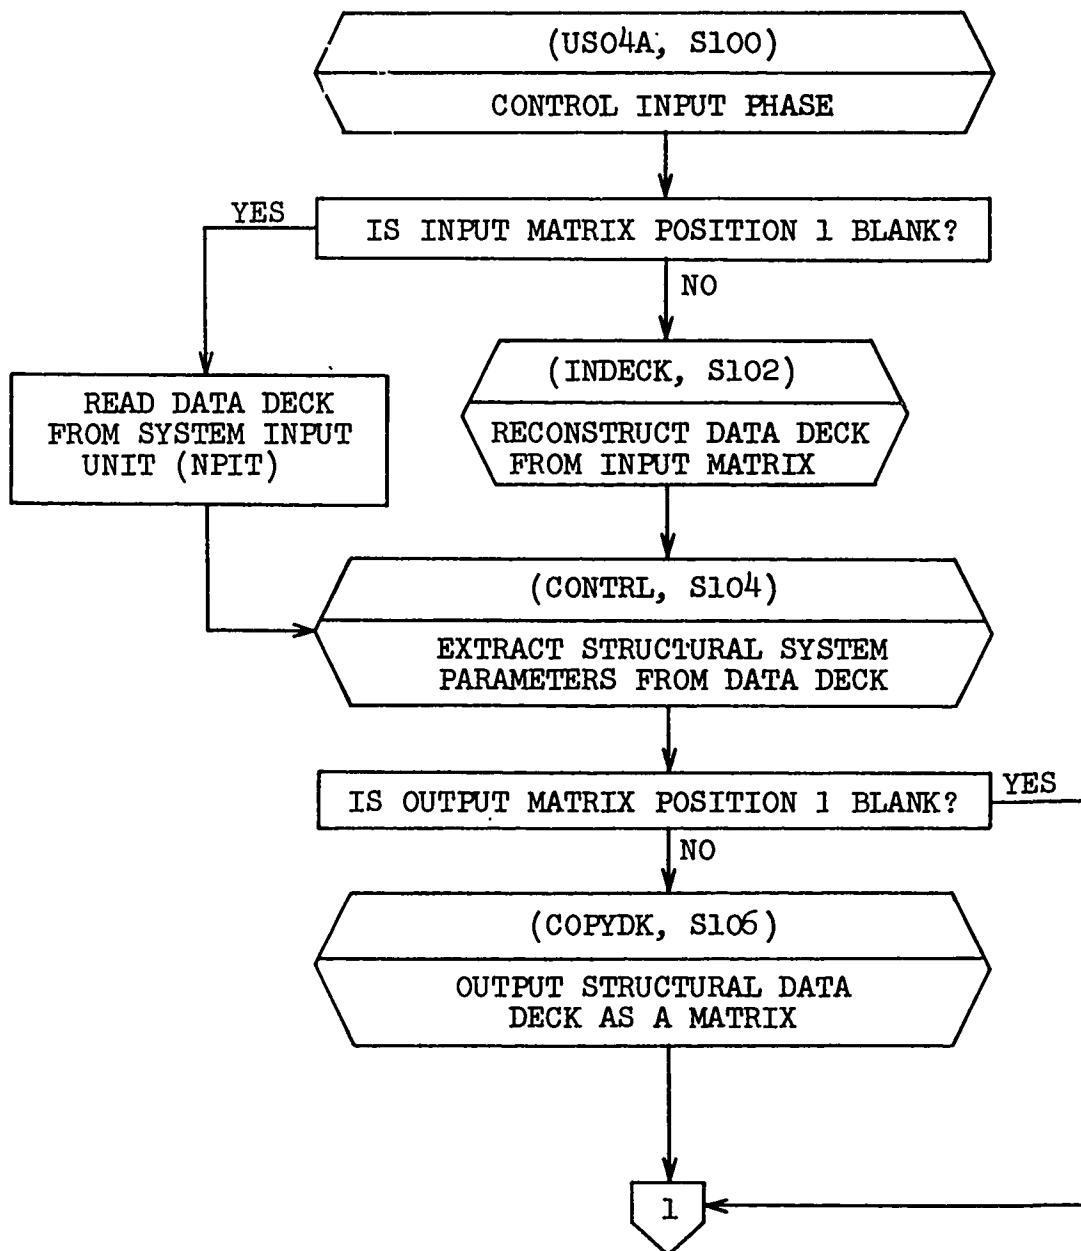 (US04A, S100)
CONTROL INPUT PHASE
YES
IS INPUT MATRIX POSITION 1 BLANK?
NO
READ DATA DECK
FROM SYSTEM INPUT
UNIT (NPIT)
(INDECK, S102)
RECONSTRUCT DATA DECK
FROM INPUT MATRIX
(CONTRL, S104)
EXTRACT STRUCTURAL SYSTEM
PARAMETERS FROM DATA DECK
IS OUTPUT MATRIX POSITION 1 BLANK?
YES
NO
(COPYDK, S106)
OUTPUT STRUCTURAL DATA
DECK AS A MATRIX
1